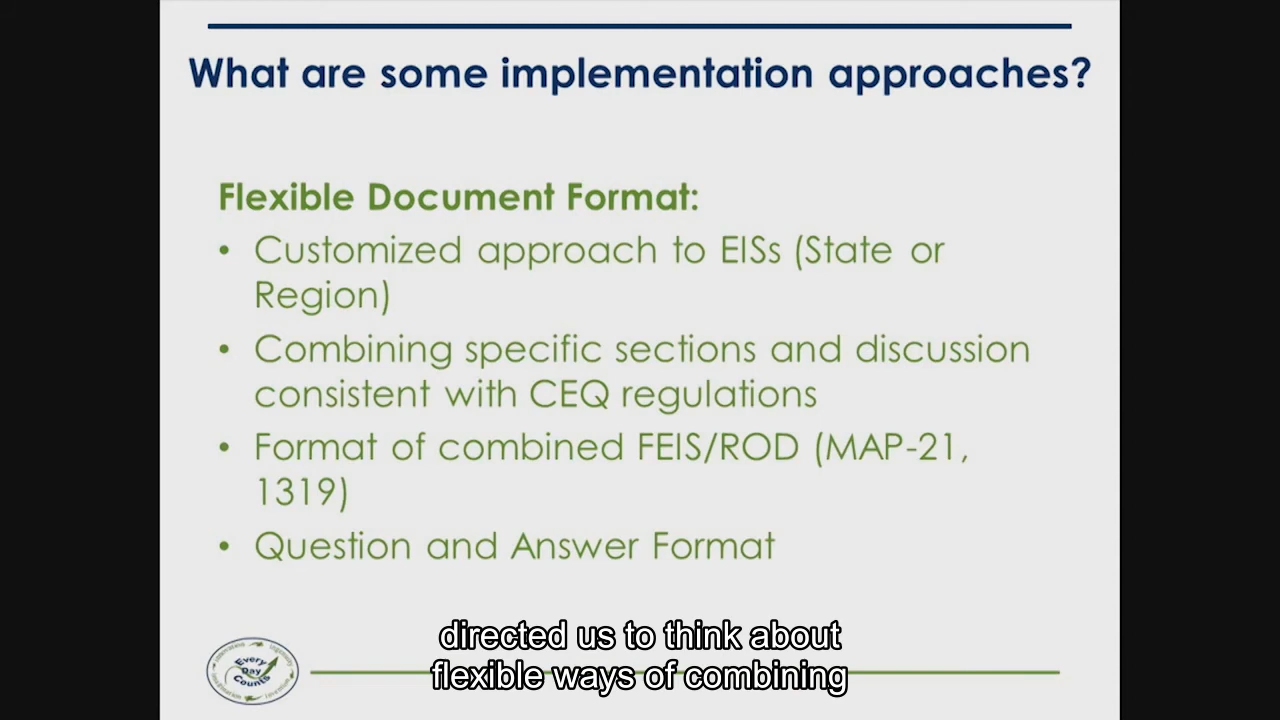 What are some implementation approaches?
Flexible Document Format:
• Customized approach to EISs (State or
Region)
• Combining specific sections and discussion
consistent with CEQ regulations
• Format of combined FEIS/ROD (MAP-21,
1319)
• Question and Answer Format
directed us to think about
flexible ways of combining
Every
Day
Counts